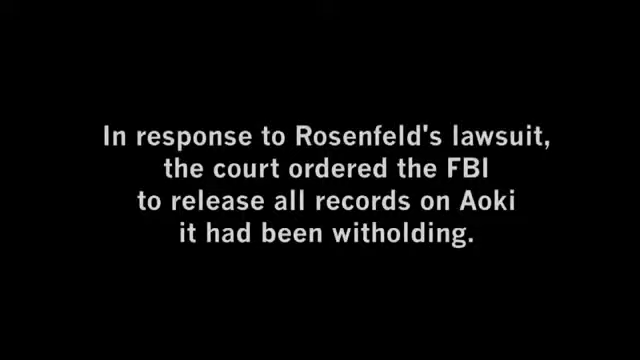 In response to Rosenfeld's lawsuit,
the court ordered the FBI
to release all records on Aoki
it had been witholding.